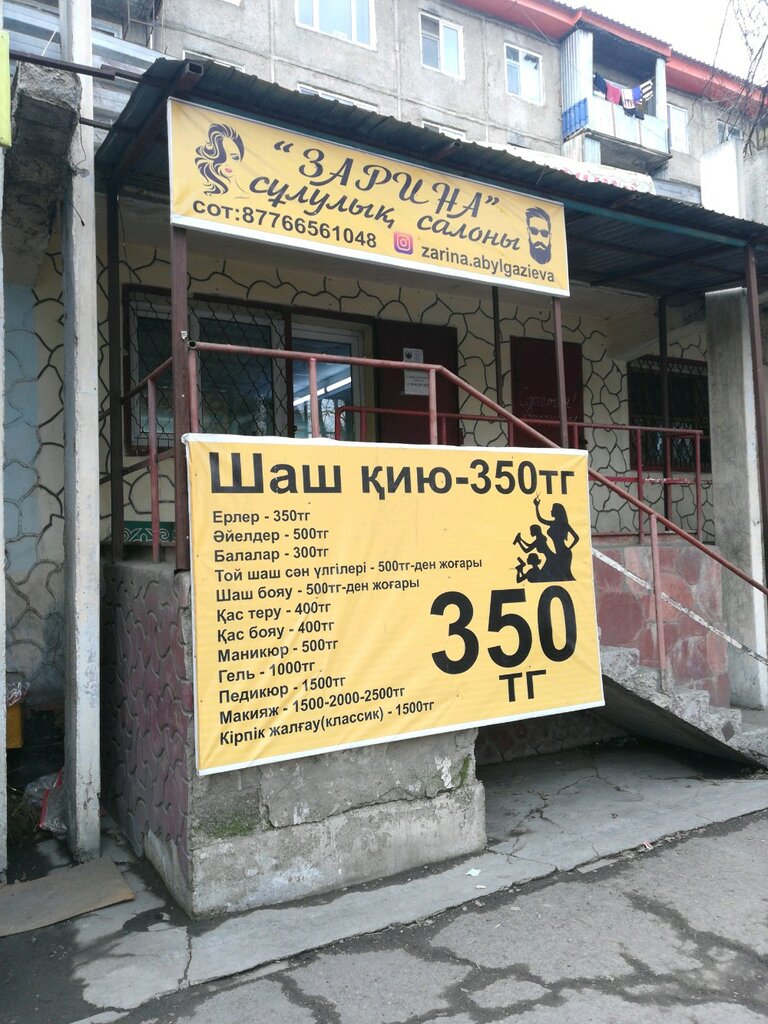 "ЗАРИНА"
сұлулық салоны
сот:87766561048
zarina.abylgazieva
Шаш қию-350тг
Ерлер - 350тг
Әйелдер - 500тг
Балалар - 300тг
Той шаш сән үлгілері - 500тг-ден жоғары
Шаш бояу - 500тг-ден жоғары
Қас теру - 400тг
Қас бояу - 400тг
Маникюр - 500тг
Гель - 1000тг
Педикюр - 1500тг
Макияж - 1500-2000-2500тг
Кірпік жалғау(классик) - 1500тг
350
тг